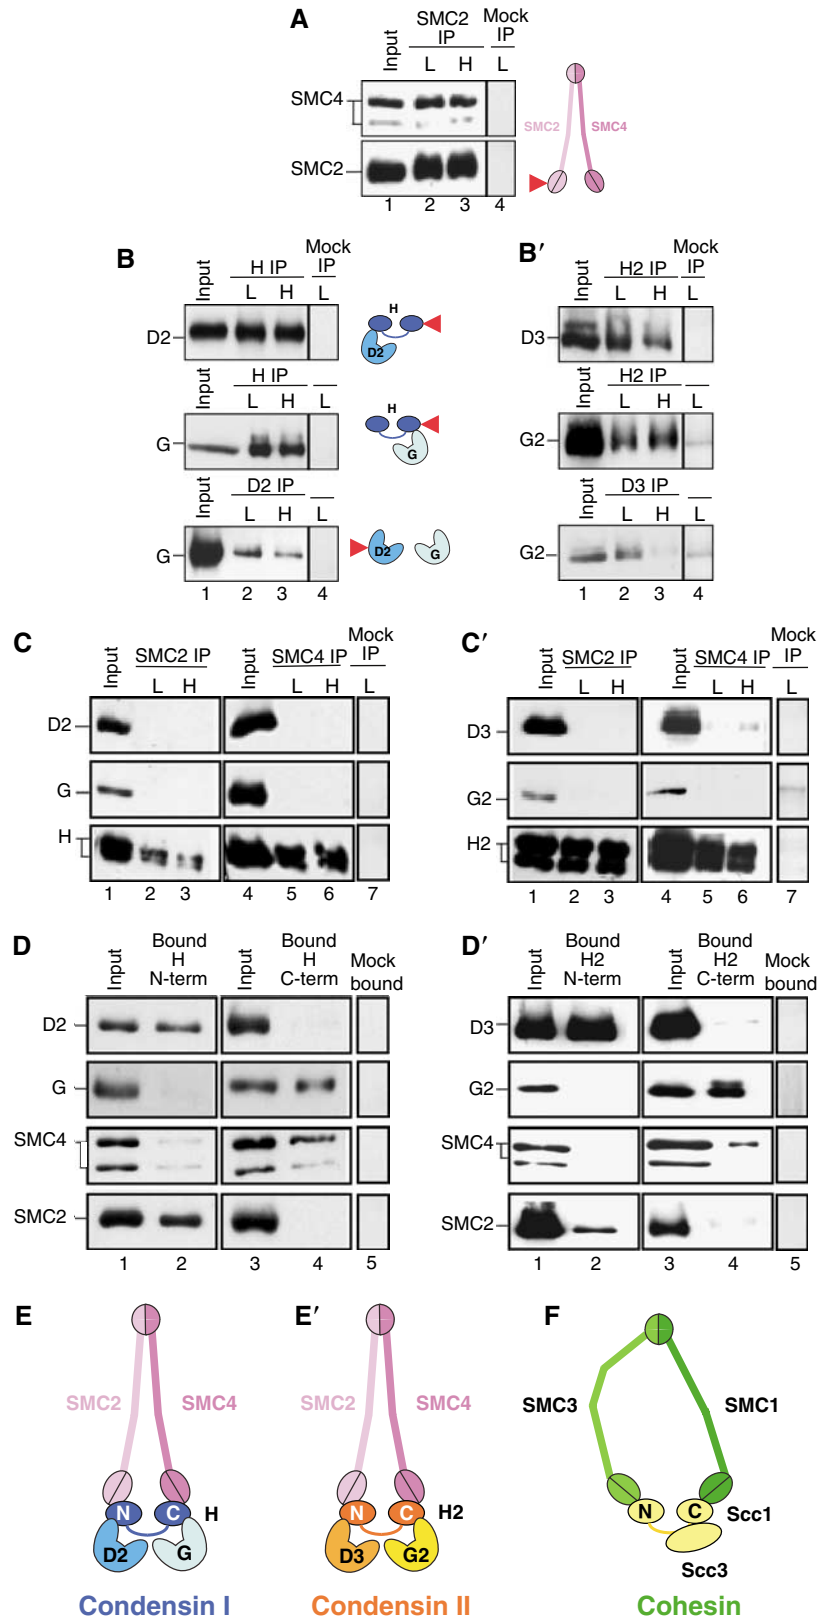 A
Input
SMC2 IP
Mock IP
L H L
SMC4
SMC2
1 2 3 4
SMC2 SMC4
B
Input
H IP
Mock IP
L H L
D2
H
D2
Input
H IP
L H L
G
H
G
Input
D2 IP
L H L
G
D2 G
1 2 3 4
B′
Input
H2 IP
Mock IP
L H L
D3
Input
H2 IP
L H L
G2
Input
D3 IP
L H L
G2
1 2 3 4
C
Input
SMC2 IP
Input
SMC4 IP
Mock IP
L H L H L
D2
G
H
1 2 3 4 5 6 7
C′
Input
SMC2 IP
Input
SMC4 IP
Mock IP
L H L H L
D3
G2
H2
1 2 3 4 5 6 7
D
Input
Bound H N-term
Input
Bound H C-term
Mock bound
D2
G
SMC4
SMC2
1 2 3 4 5
D′
Input
Bound H2 N-term
Input
Bound H2 C-term
Mock bound
D3
G2
SMC4
SMC2
1 2 3 4 5
E
SMC2 SMC4
N C H
D2 G
Condensin I
E′
SMC2 SMC4
N C H2
D3 G2
Condensin II
F
SMC3 SMC1
N C Scc1
Scc3
Cohesin